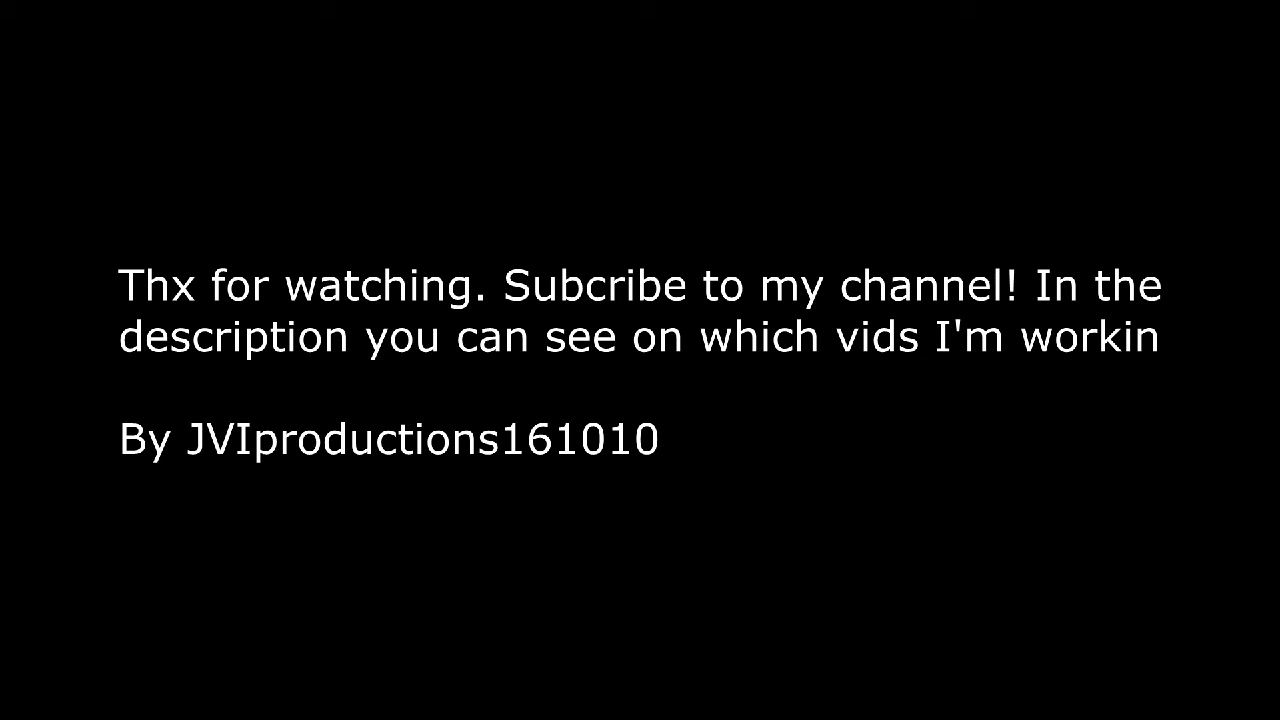 Thx for watching. Subcribe to my channel! In the
description you can see on which vids I'm workin
By JVIproductions161010